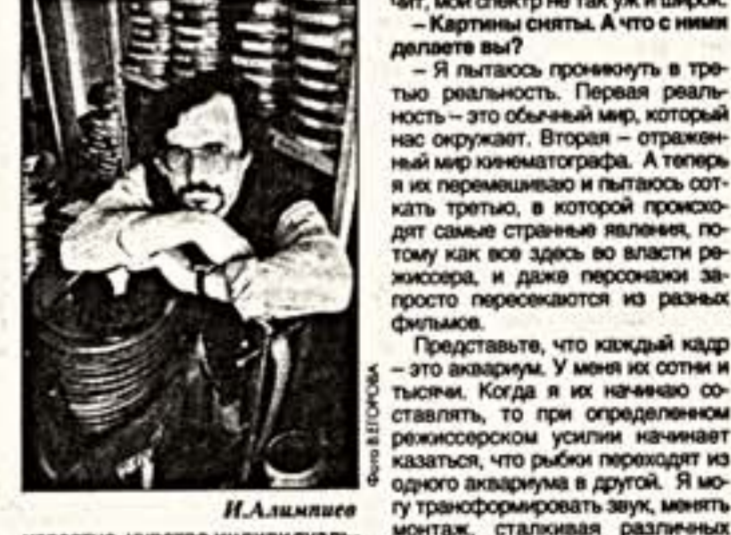 чит, мой спектр не так уж и широк.
– Картины сняты. А что с ними
делаете вы?
– Я пытаюсь проникнуть в тре-
тью реальность. Первая реаль-
ность – это обычный мир, который
нас окружает. Вторая – отражен-
ный мир кинематографа. А теперь
я их перемешиваю и пытаюсь сот-
кать третью, в которой происхо-
дят самые странные явления, по-
тому как все здесь во власти ре-
жиссера, и даже персонажи за-
просто пересекаются из разных
фильмов.
Представьте, что каждый кадр
– это аквариум. У меня их сотни и
тысячи. Когда я их начинаю со-
ставлять, то при определенном
режиссерском усилии начинает
казаться, что рыбки переходят из
одного аквариума в другой. Я мо-
гу трансформировать звук, менять
монтаж, сталкивая различных
Фото В.ЕГОРОВА
И.Алимпиев